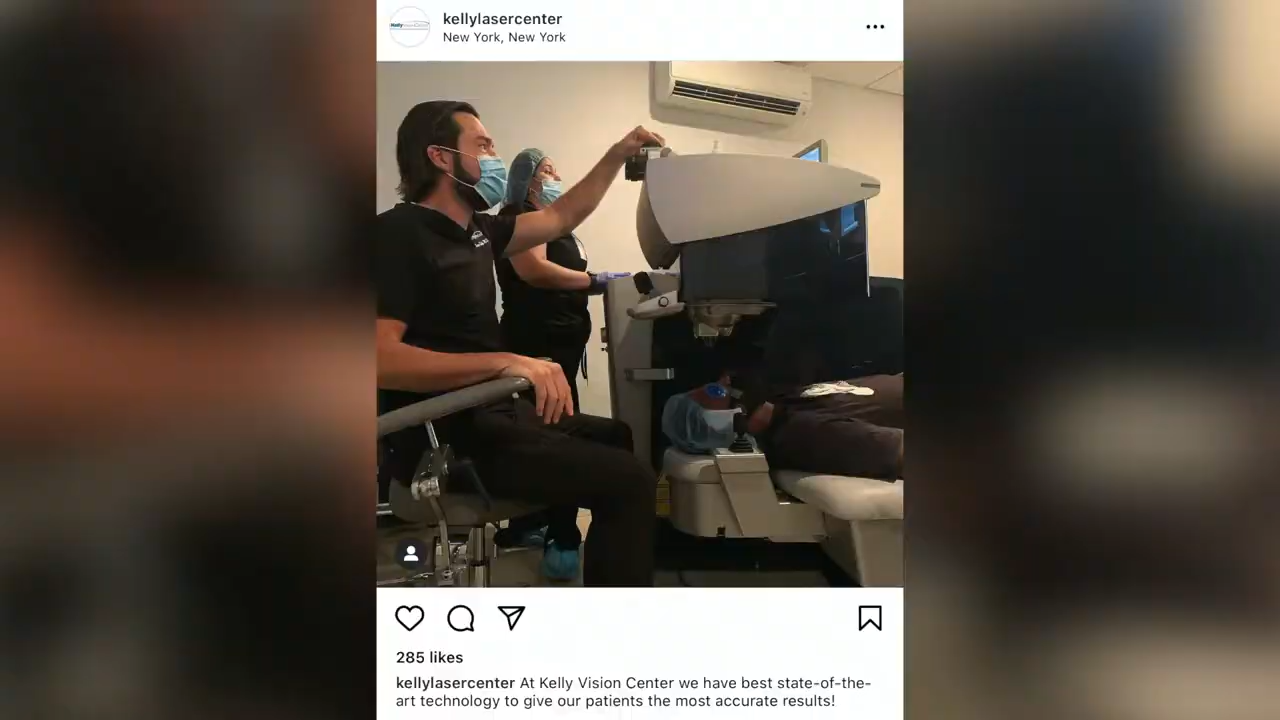 kellylasercenter
New York, New York
285 likes
kellylasercenter At Kelly Vision Center we have best state-of-the-
art technology to give our patients the most accurate results!